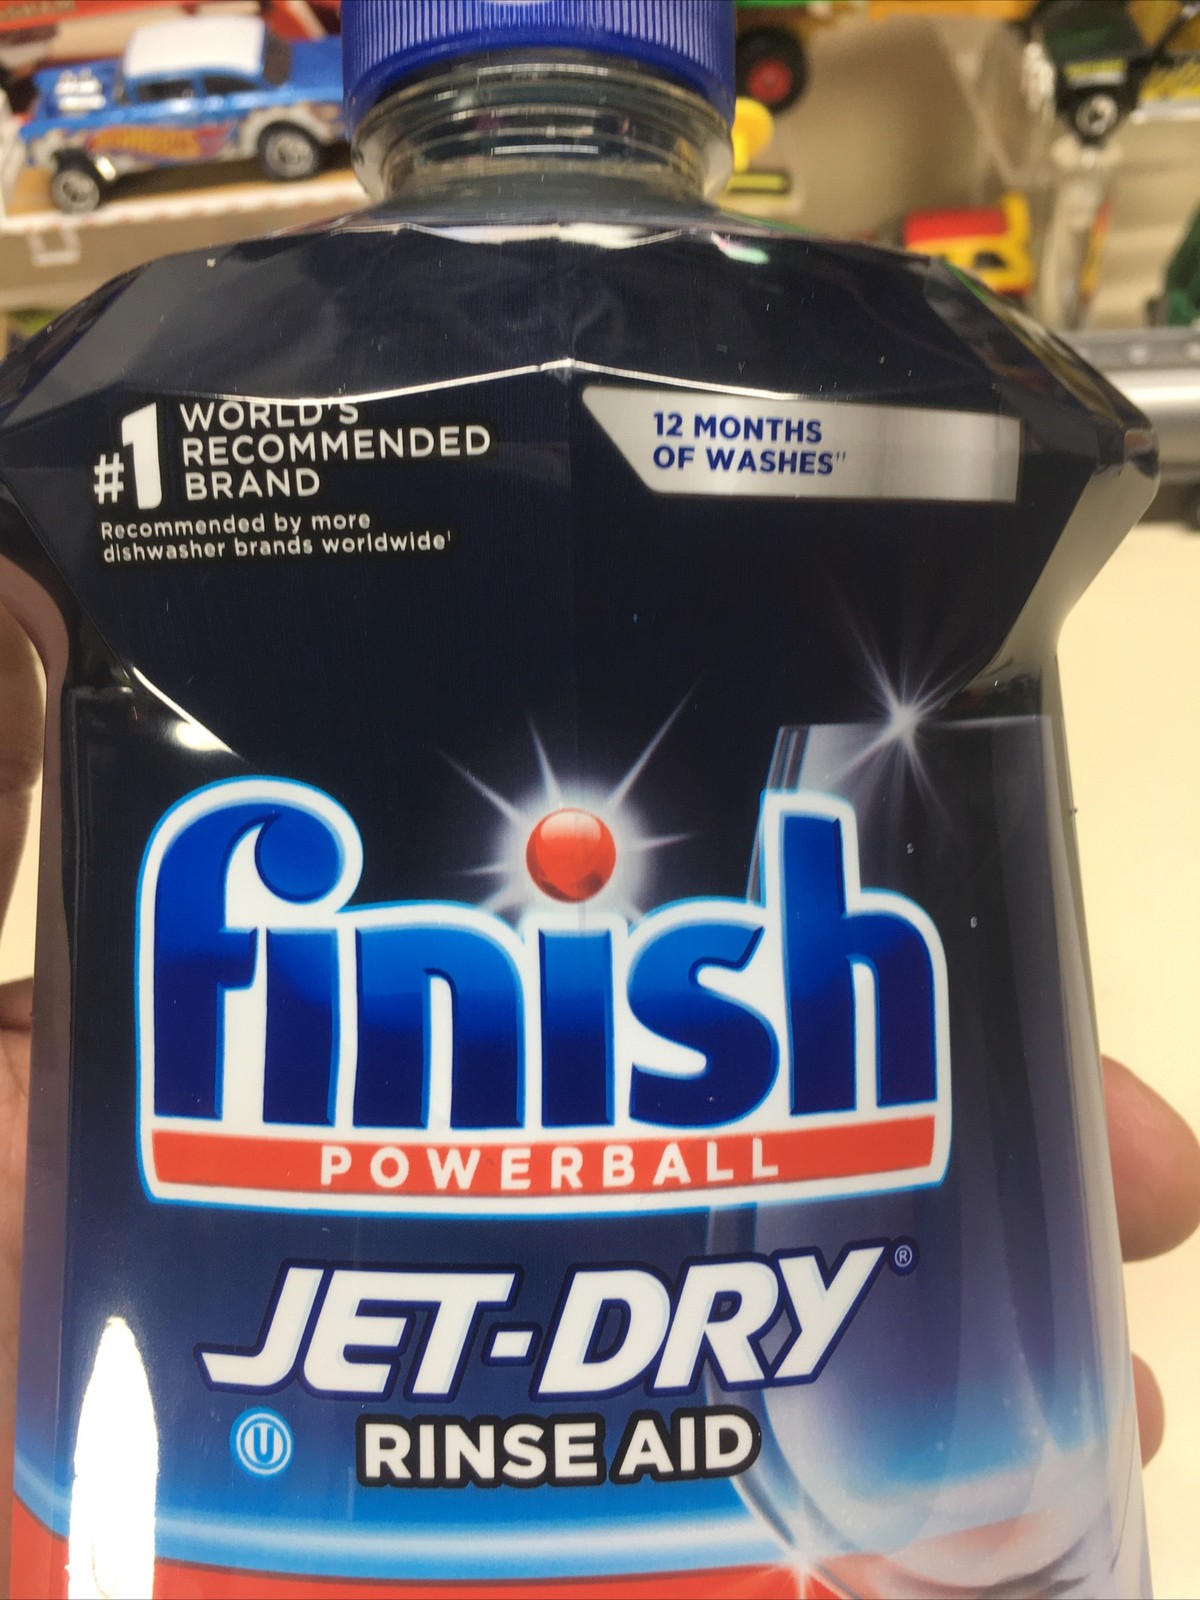 #1 WORLD'S
RECOMMENDED
BRAND
Recommended by more
dishwasher brands worldwide¹
12 MONTHS
OF WASHES"
finish
POWERBALL
JET-DRY®
U
RINSE AID